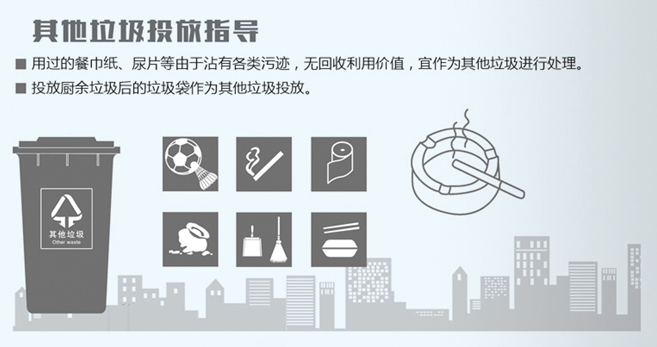 其他垃圾投放指导
用过的餐巾纸、尿片等由于沾有各类污迹，无回收利用价值，宜作为其他垃圾进行处理。
投放厨余垃圾后的垃圾袋作为其他垃圾投放。
其他垃圾
Other waste